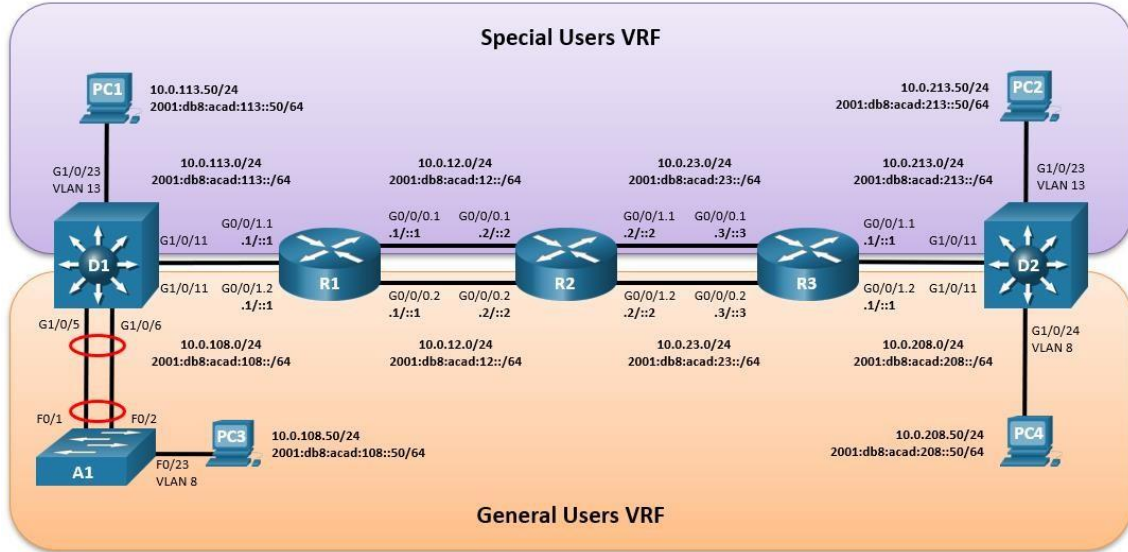 Special Users VRF
PC1
10.0.113.50/24
2001:db8:acad:113::50/64
10.0.213.50/24
2001:db8:acad:213::50/64
PC2
G1/0/23
VLAN 13
10.0.113.0/24
2001:db8:acad:113::/64
10.0.12.0/24
2001:db8:acad:12::/64
10.0.23.0/24
2001:db8:acad:23::/64
10.0.213.0/24
2001:db8:acad:213::/64
G1/0/23
VLAN 13
D1
G1/0/11
G0/0/1.1
.1/::1
R1
G0/0/0.1
.1/::1
G0/0/0.1
.2/::2
R2
G0/0/1.1
.2/::2
G0/0/0.1
.3/::3
R3
G0/0/1.1
.1/::1
G1/0/11
D2
G1/0/11
G0/0/1.2
.1/::1
G0/0/0.2
.1/::1
G0/0/0.2
.2/::2
G0/0/1.2
.2/::2
G0/0/0.2
.3/::3
G0/0/1.2
.1/::1
G1/0/11
G1/0/5
G1/0/6
10.0.108.0/24
2001:db8:acad:108::/64
10.0.12.0/24
2001:db8:acad:12::/64
10.0.23.0/24
2001:db8:acad:23::/64
10.0.208.0/24
2001:db8:acad:208::/64
G1/0/24
VLAN 8
F0/1
F0/2
A1
F0/23
VLAN 8
PC3
10.0.108.50/24
2001:db8:acad:108::50/64
10.0.208.50/24
2001:db8:acad:208::50/64
PC4
General Users VRF